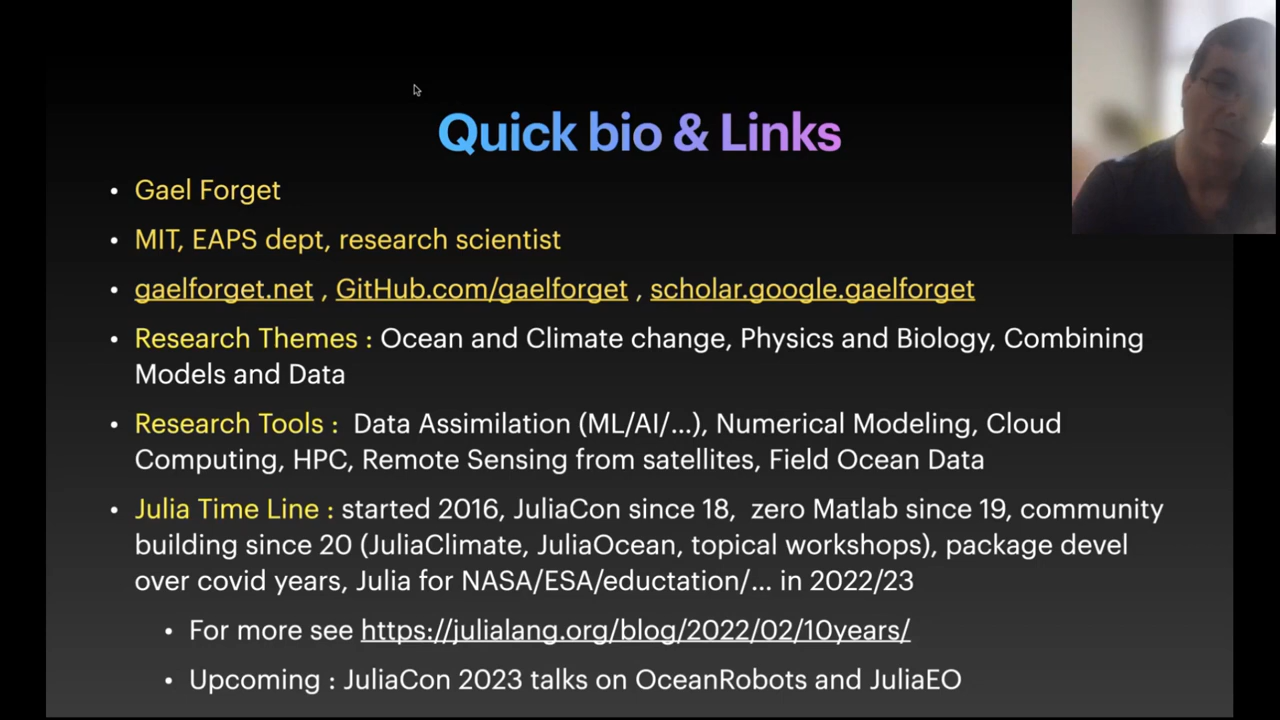 Quick bio & Links
• Gael Forget
• MIT, EAPS dept, research scientist
• gaelforget.net , GitHub.com/gaelforget , scholar.google.gaelforget
• Research Themes : Ocean and Climate change, Physics and Biology, Combining
Models and Data
• Research Tools : Data Assimilation (ML/AI/...), Numerical Modeling, Cloud
Computing, HPC, Remote Sensing from satellites, Field Ocean Data
• Julia Time Line : started 2016, JuliaCon since 18, zero Matlab since 19, community
building since 20 (JuliaClimate, JuliaOcean, topical workshops), package devel
over covid years, Julia for NASA/ESA/eductation/... in 2022/23
• For more see https://julialang.org/blog/2022/02/10years/
• Upcoming : JuliaCon 2023 talks on OceanRobots and JuliaEO